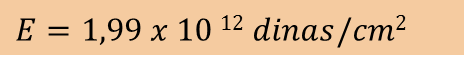 E = 1,99 x 10 ¹² dinas/cm²